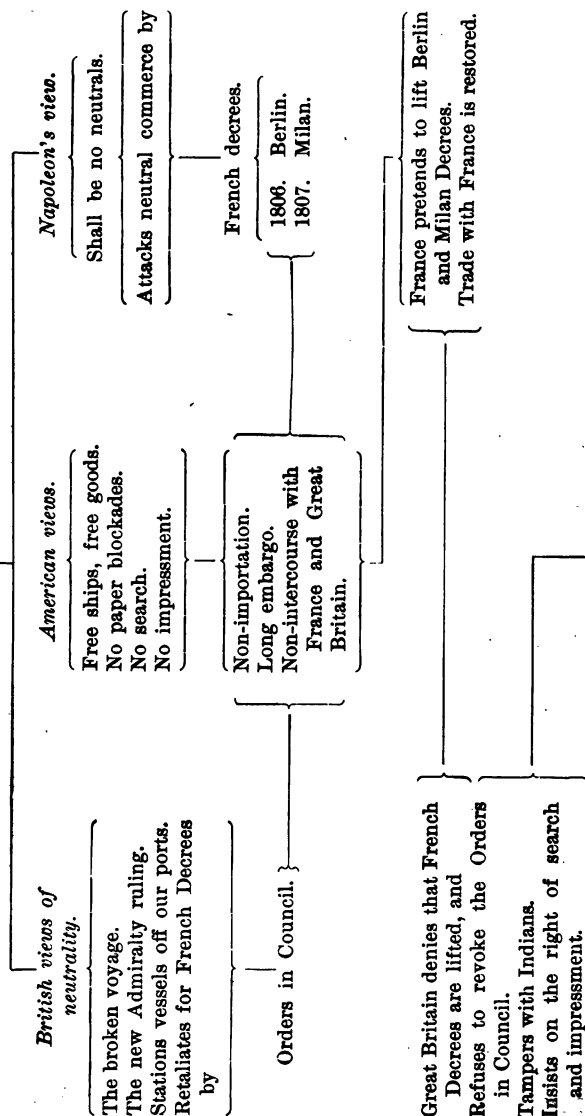 British views of
neutrality.
The broken voyage.
The new Admiralty ruling.
Stations vessels off our ports.
Retaliates for French Decrees
by
Orders in Council.
American views.
Free ships, free goods.
No paper blockades.
No search.
No impressment.
Non-importation.
Long embargo.
Non-intercourse with
France and Great
Britain.
Napoleon's view.
Shall be no neutrals.
Attacks neutral commerce by
French decrees.
1806. Berlin.
1807. Milan.
France pretends to lift Berlin
and Milan Decrees.
Trade with France is restored.
Great Britain denies that French
Decrees are lifted, and
Refuses to revoke the Orders
in Council.
Tampers with Indians.
Insists on the right of search
and impressment.